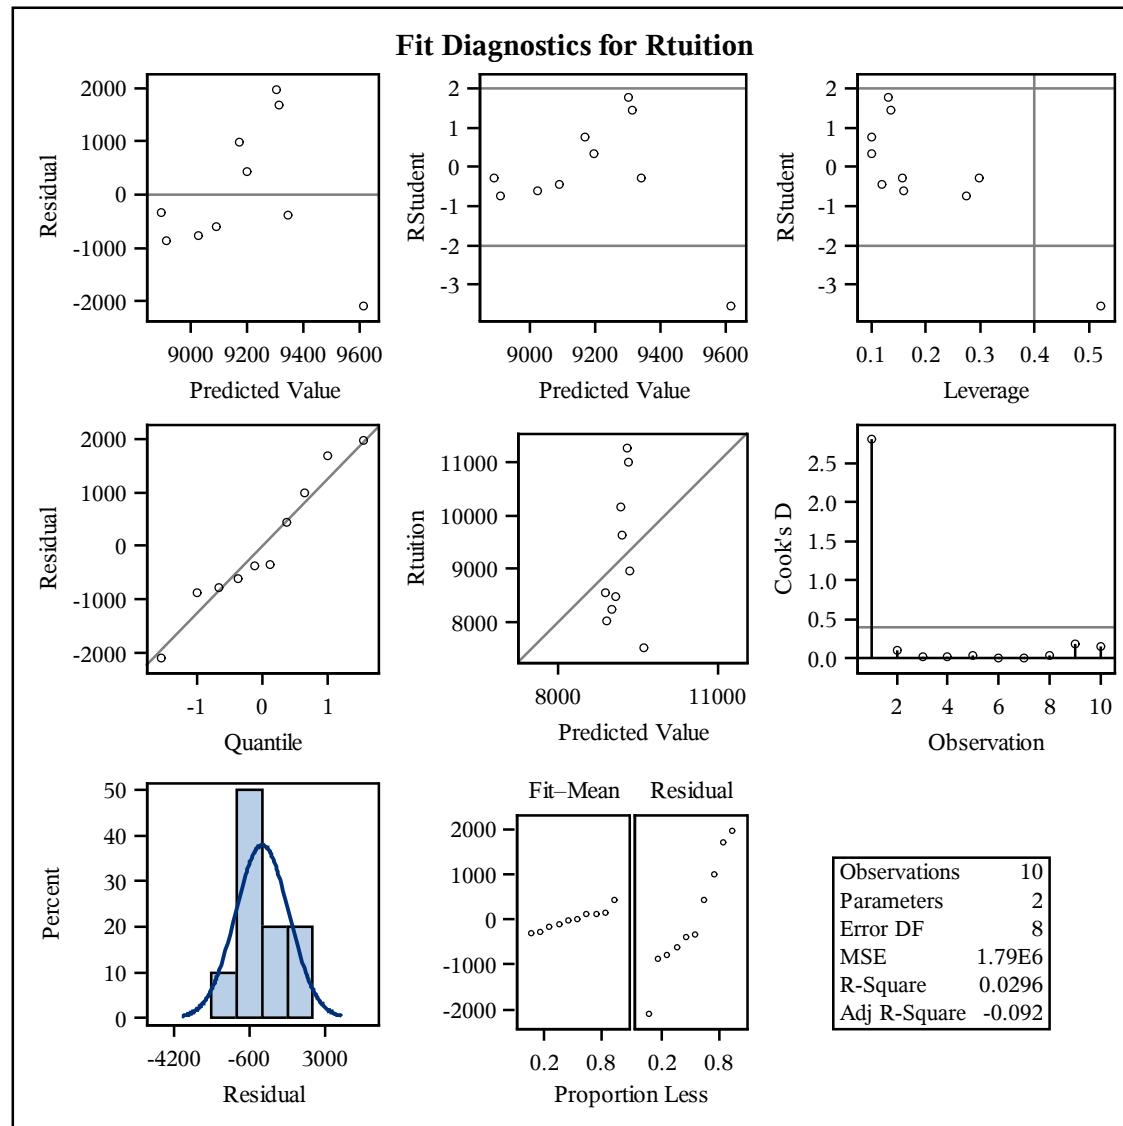 Fit Diagnostics for Rtuition
2000
1000
0
-1000
-2000
Residual
9000 9200 9400 9600
Predicted Value
2
1
0
-1
-2
-3
RStudent
9000 9200 9400 9600
Predicted Value
2
1
0
-1
-2
-3
RStudent
0.1 0.2 0.3 0.4 0.5
Leverage
2000
1000
0
-1000
-2000
Residual
-1 0 1
Quantile
11000
10000
9000
8000
Rtuition
8000 11000
Predicted Value
2.5
2.0
1.5
1.0
0.5
0.0
Cook's D
2 4 6 8 10
Observation
50
40
30
20
10
0
Percent
-4200 -600 3000
Residual
Fit–Mean Residual
2000
1000
0
-1000
-2000
0.2 0.8 0.2 0.8
Proportion Less
Observations 10
Parameters 2
Error DF 8
MSE 1.79E6
R-Square 0.0296
Adj R-Square -0.092